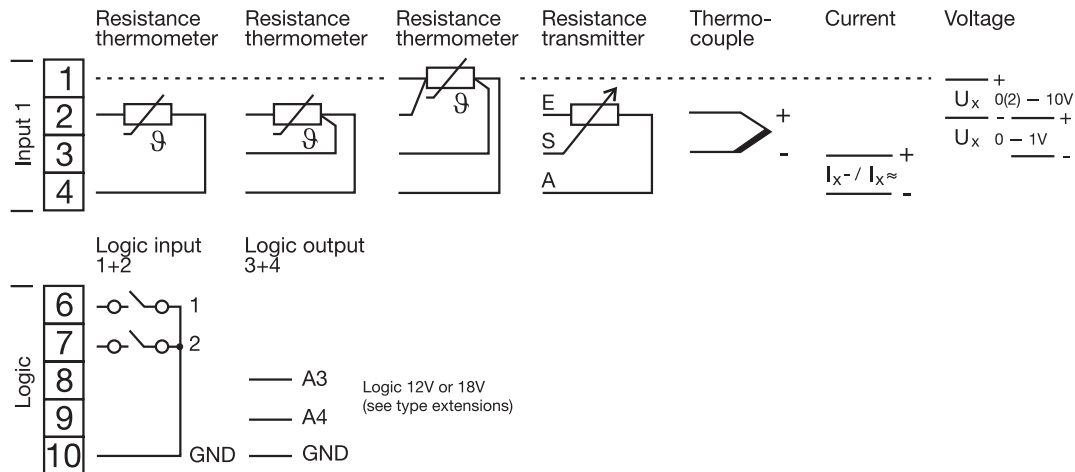 Resistance thermometer
Resistance thermometer
Resistance thermometer
Resistance transmitter
Thermo-couple
Current
Voltage
Input 1
1
2
3
4
ϑ
ϑ
ϑ
E
S
A
+
-
+
Ix- / Ix≈
-
+
Ux 0(2) – 10V
- +
Ux 0 – 1V
-
Logic input
1+2
Logic output
3+4
Logic
6
7
8
9
10
1
2
GND
A3
A4
GND
Logic 12V or 18V
(see type extensions)